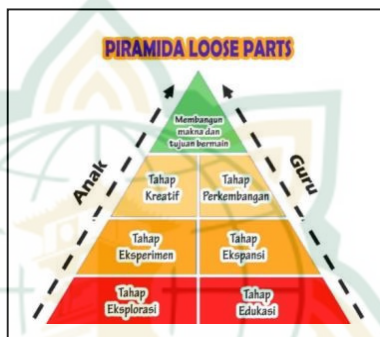 PIRAMIDA LOOSE PARTS
Membangun
makna dan
tujuan bermain
Anak
Guru
Tahap
Kreatif
Tahap
Perkembangan
Tahap
Eksperimen
Tahap
Ekspansi
Tahap
Eksplorasi
Tahap
Edukasi